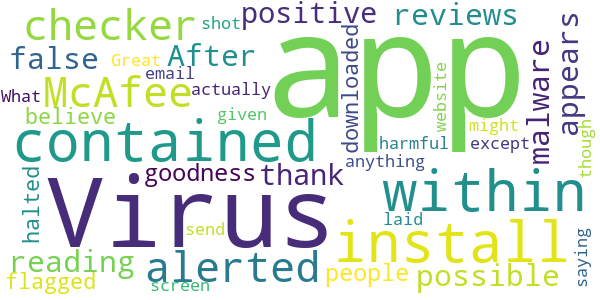 checker
shot
positive
reviews
app
false
Great
After
email
McAfee
What
actually
believe
given
downloaded
website
malware
appears
might
though
contained
harmful
except
anything
goodness
thank
halted
Virus
within
laid
install
saying
reading
alerted
send
people
possible
flagged
screen